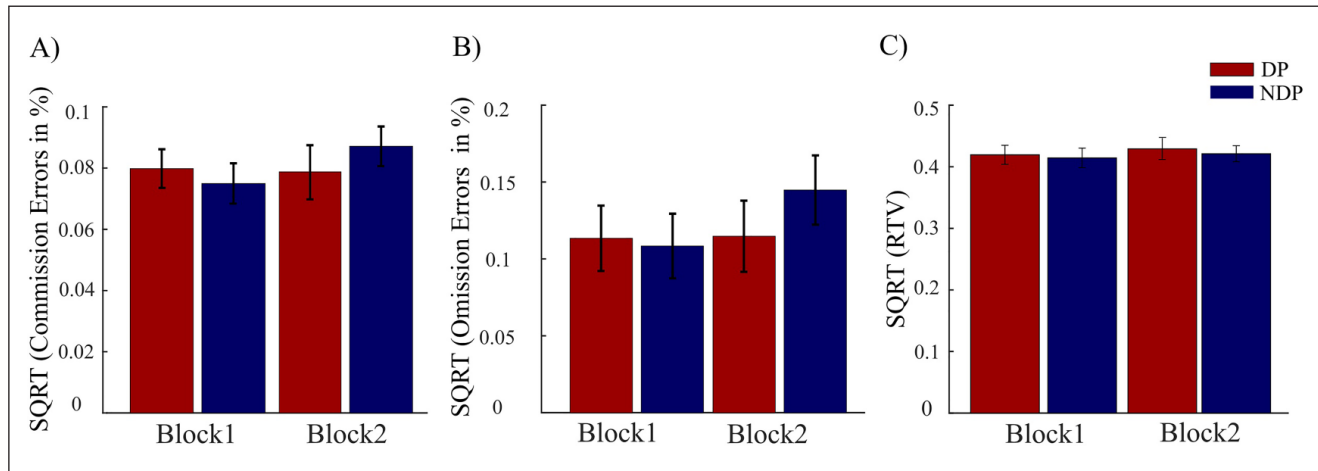 A)
SQRT (Commission Errors in %)
0.1
0.08
0.06
0.04
0.02
0
Block1
Block2
B)
SQRT (Omission Errors in %)
0.2
0.15
0.1
0.05
0
Block1
Block2
C)
DP
NDP
SQRT (RTV)
0.5
0.4
0.3
0.2
0.1
0
Block1
Block2